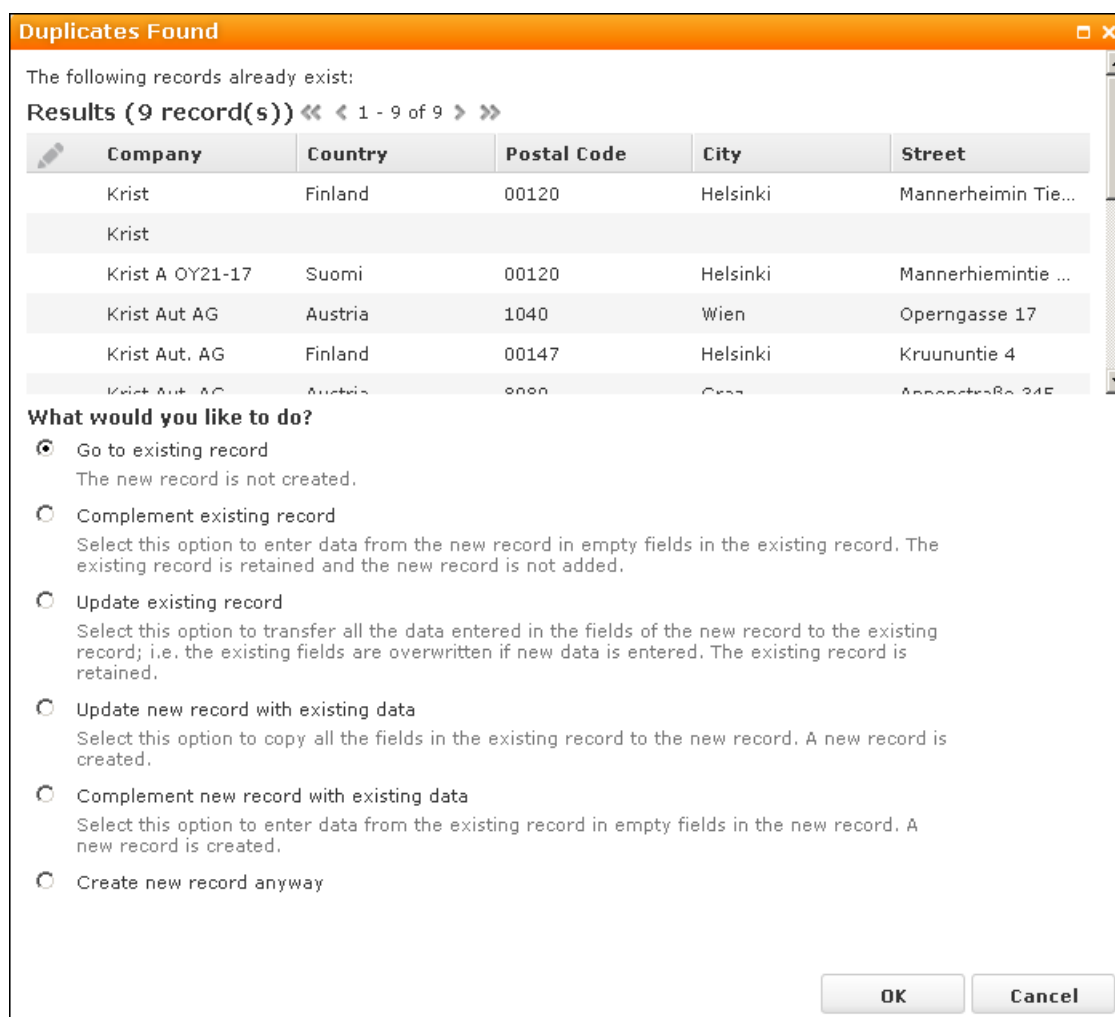 Duplicates Found
The following records already exist:
Results (9 record(s)) 1 - 9 of 9
Company Country Postal Code City Street
Krist Finland 00120 Helsinki Mannerheimin Tie...
Krist
Krist A OY21-17 Suomi 00120 Helsinki Mannerhiemintie ...
Krist Aut AG Austria 1040 Wien Operngasse 17
Krist Aut. AG Finland 00147 Helsinki Kruununtie 4
Krist Aut. AG Austria 8080 Graz Annenstraße 345
What would you like to do?
Go to existing record
The new record is not created.
Complement existing record
Select this option to enter data from the new record in empty fields in the existing record. The
existing record is retained and the new record is not added.
Update existing record
Select this option to transfer all the data entered in the fields of the new record to the existing
record; i.e. the existing fields are overwritten if new data is entered. The existing record is
retained.
Update new record with existing data
Select this option to copy all the fields in the existing record to the new record. A new record is
created.
Complement new record with existing data
Select this option to enter data from the existing record in empty fields in the new record. A
new record is created.
Create new record anyway
OK Cancel